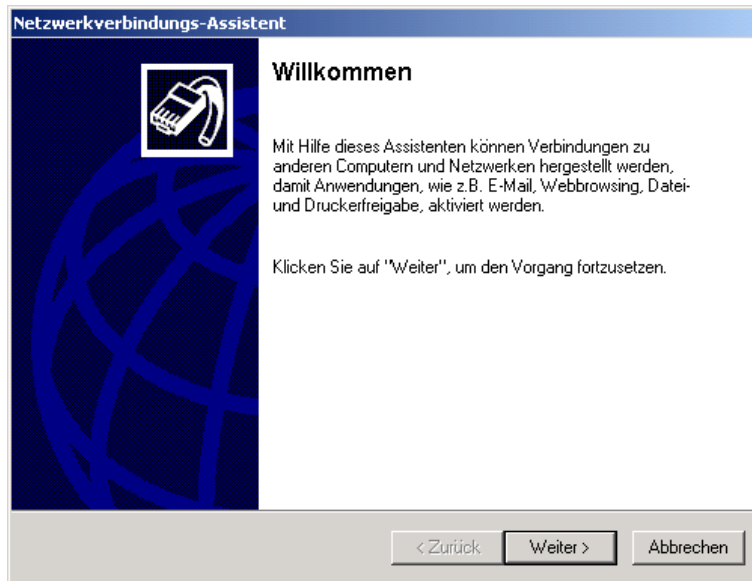 Netzwerkverbindungs-Assistent
Willkommen
Mit Hilfe dieses Assistenten können Verbindungen zu
anderen Computern und Netzwerken hergestellt werden,
damit Anwendungen, wie z.B. E-Mail, Webbrowsing, Datei-
und Druckerfreigabe, aktiviert werden.
Klicken Sie auf "Weiter", um den Vorgang fortzusetzen.
< Zurück Weiter > Abbrechen